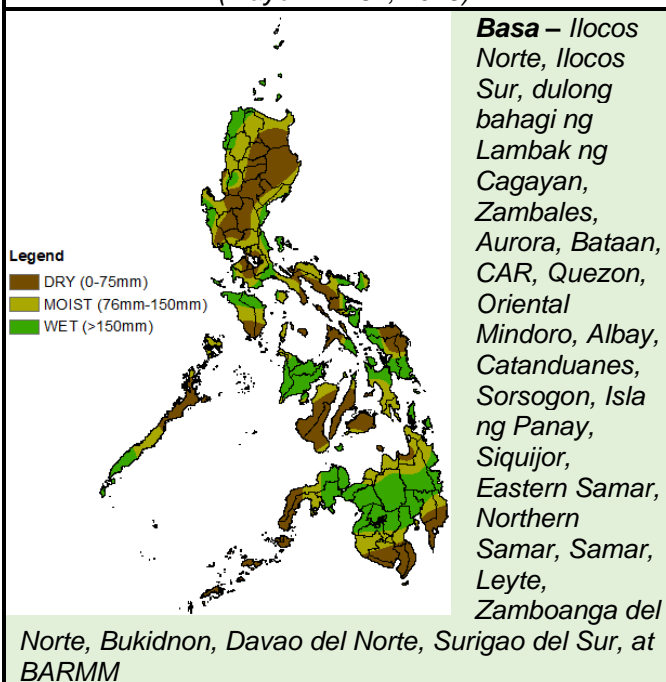 Legend
DRY (0-75mm)
MOIST (76mm-150mm)
WET (>150mm)
Basa – Ilocos
Norte, Ilocos
Sur, dulong
bahagi ng
Lambak ng
Cagayan,
Zambales,
Aurora, Bataan,
CAR, Quezon,
Oriental
Mindoro, Albay,
Catanduanes,
Sorsogon, Isla
ng Panay,
Siquijor,
Eastern Samar,
Northern
Samar, Samar,
Leyte,
Zamboanga del
Norte, Bukidnon, Davao del Norte, Surigao del Sur, at
BARMM